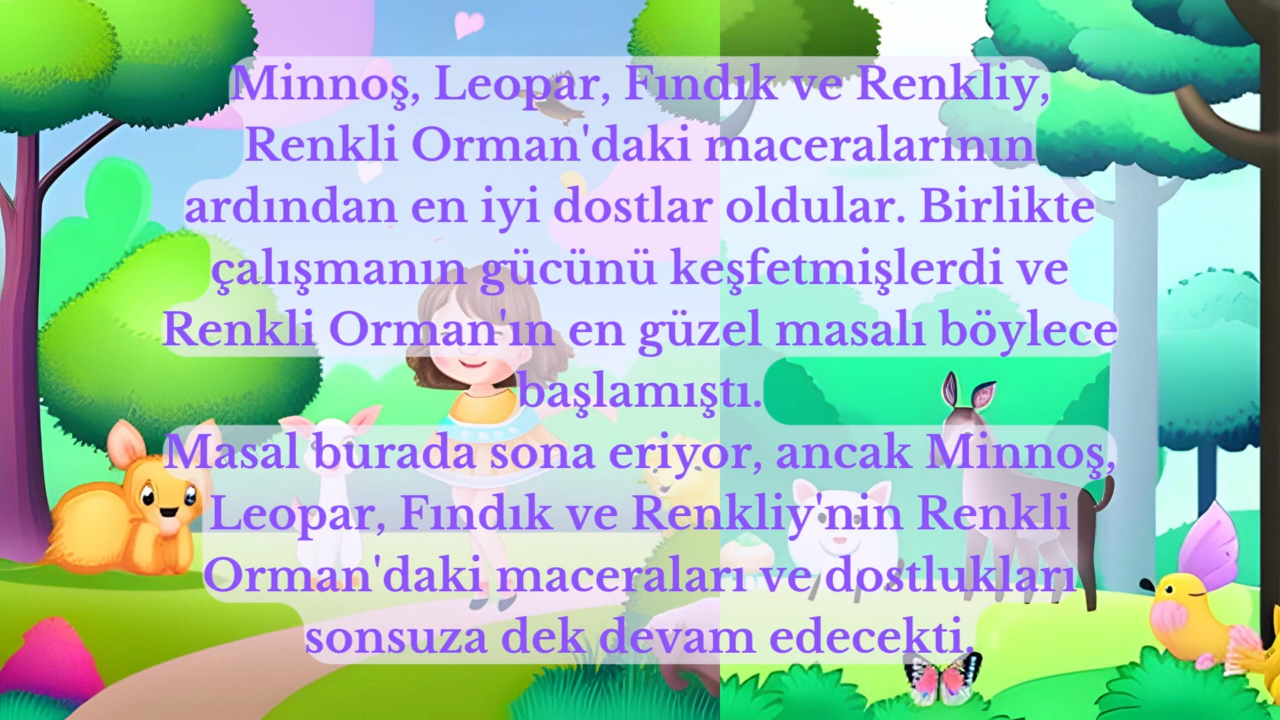 Minnoş, Leopar, Fındık ve Renkliy,
Renkli Orman'daki maceralarının
ardından en iyi dostlar oldular. Birlikte
çalışmanın gücünü keşfetmişlerdi ve
Renkli Orman'ın en güzel masalı böylece
başlamıştı.
Masal burada sona eriyor, ancak Minnoş,
Leopar, Fındık ve Renkliy'nin Renkli
Orman'daki maceraları ve dostlukları
sonsuza dek devam edecekti.